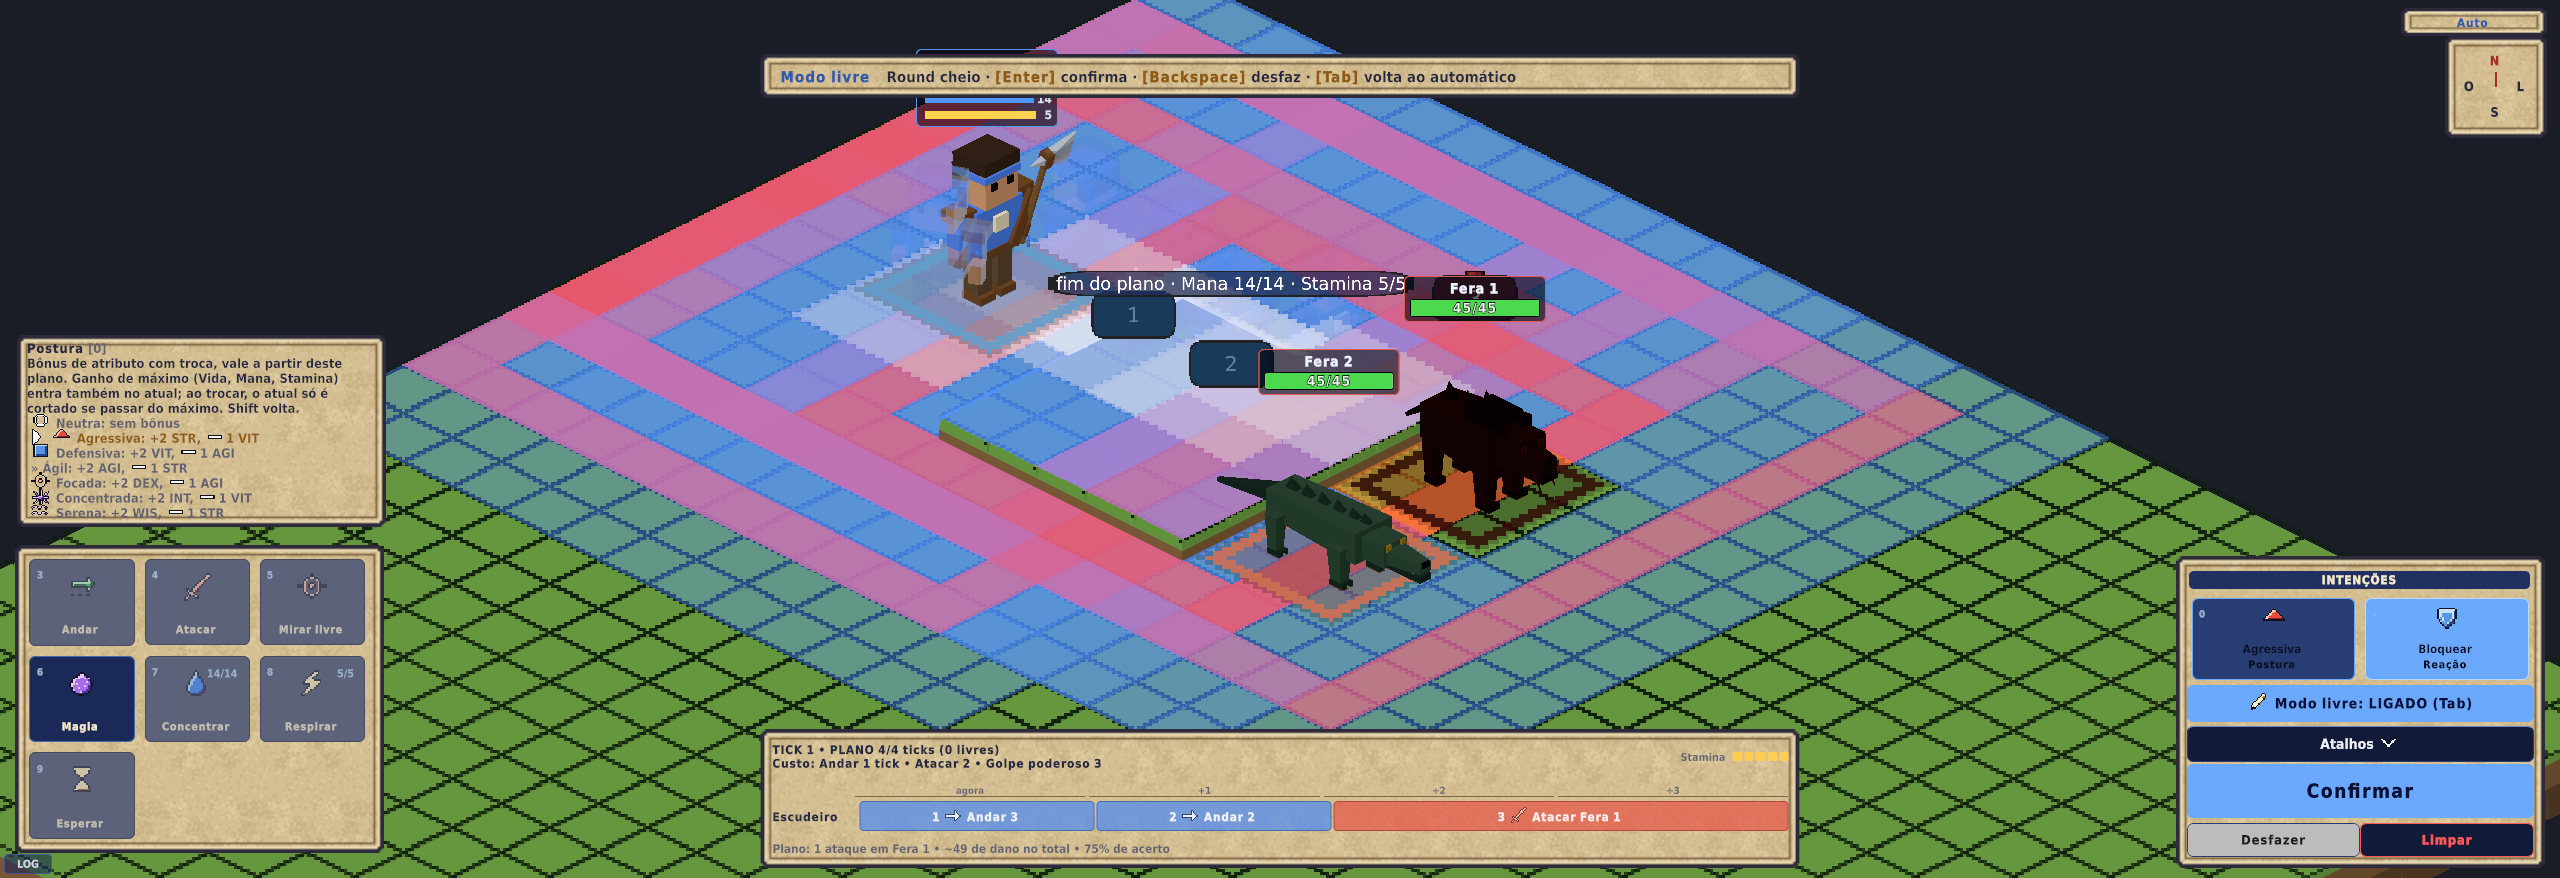 Auto
Modo livre Round cheio · [Enter] confirma · [Backspace] desfaz · [Tab] volta ao automático
N
O L
S
14
5
fim do plano · Mana 14/14 · Stamina 5/5
1
2
Fera 1
45/45
Fera 2
45/45
Postura [0]
Bônus de atributo com troca, vale a partir deste
plano. Ganho de máximo (Vida, Mana, Stamina)
entra também no atual; ao trocar, o atual só é
cortado se passar do máximo. Shift volta.
Neutra: sem bônus
Agressiva: +2 STR, 1 VIT
Defensiva: +2 VIT, 1 AGI
» Ágil: +2 AGI, 1 STR
Focada: +2 DEX, 1 AGI
Concentrada: +2 INT, 1 VIT
Serena: +2 WIS, 1 STR
3 Andar
4 Atacar
5 Mirar livre
6 Magia
7 14/14 Concentrar
8 5/5 Respirar
9 Esperar
LOG
TICK 1 • PLANO 4/4 ticks (0 livres)
Custo: Andar 1 tick • Atacar 2 • Golpe poderoso 3
Stamina
agora +1 +2 +3
Escudeiro 1 → Andar 3 2 → Andar 2 3 Atacar Fera 1
Plano: 1 ataque em Fera 1 • ~49 de dano no total • 75% de acerto
INTENÇÕES
0
Agressiva
Postura
Bloquear
Reação
Modo livre: LIGADO (Tab)
Atalhos
Confirmar
Desfazer
Limpar